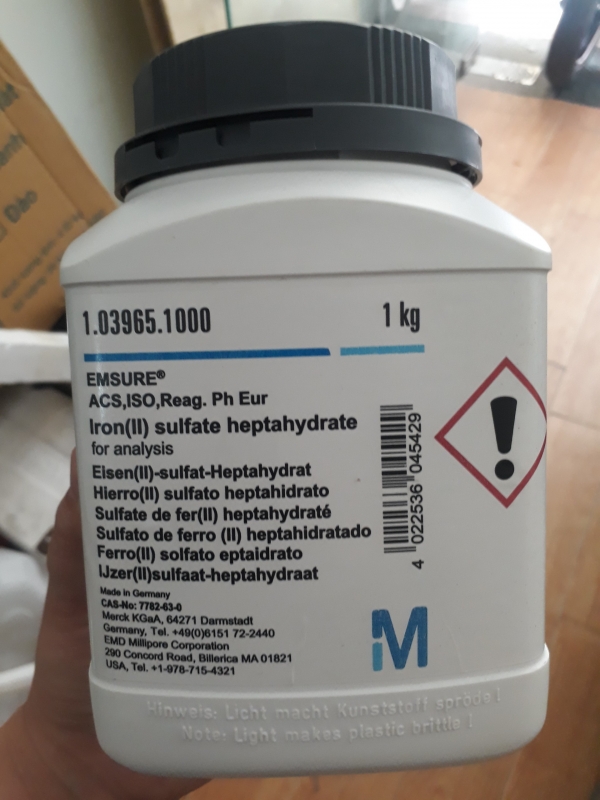 1.03965.1000
1 kg
EMSURE®
ACS,ISO,Reag. Ph Eur
Iron(II) sulfate heptahydrate
for analysis
Eisen(II)-sulfat-Heptahydrat
Hierro(II) sulfato heptahidrato
Sulfate de fer(II) heptahydraté
Sulfato de ferro (II) heptahidratado
Ferro(II) solfato eptaidrato
IJzer(II)sulfaat-heptahydraat
Made in Germany
CAS-No: 7782-63-0
Merck KGaA, 64271 Darmstadt
Germany, Tel. +49(0)6151 72-2440
EMD Millipore Corporation
290 Concord Road, Billerica MA 01821
USA, Tel. +1-978-715-4321
4 022536 045429
M
Hinweis: Licht macht Kunststoff spröde!
Note: Light makes plastic brittle !
Đào